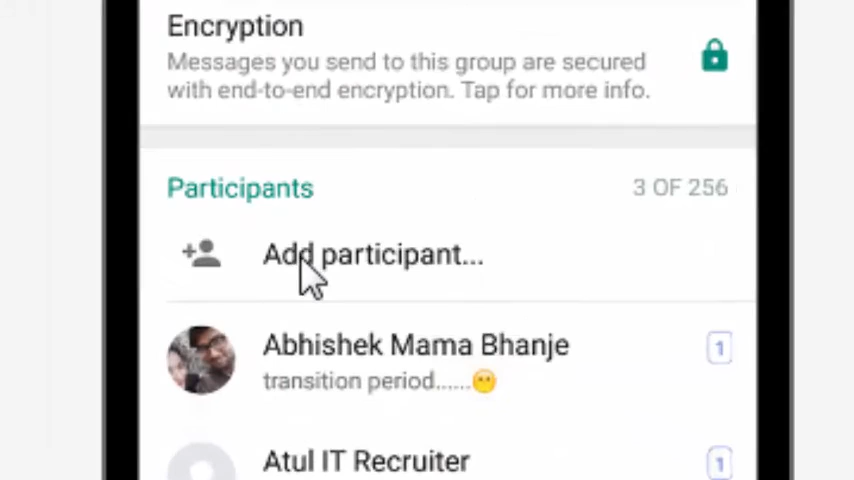 Encryption
Messages you send to this group are secured
with end-to-end encryption. Tap for more info.
Participants 3 OF 256
Add participant...
Abhishek Mama Bhanje 1
transition period......😶
Atul IT Recruiter 1